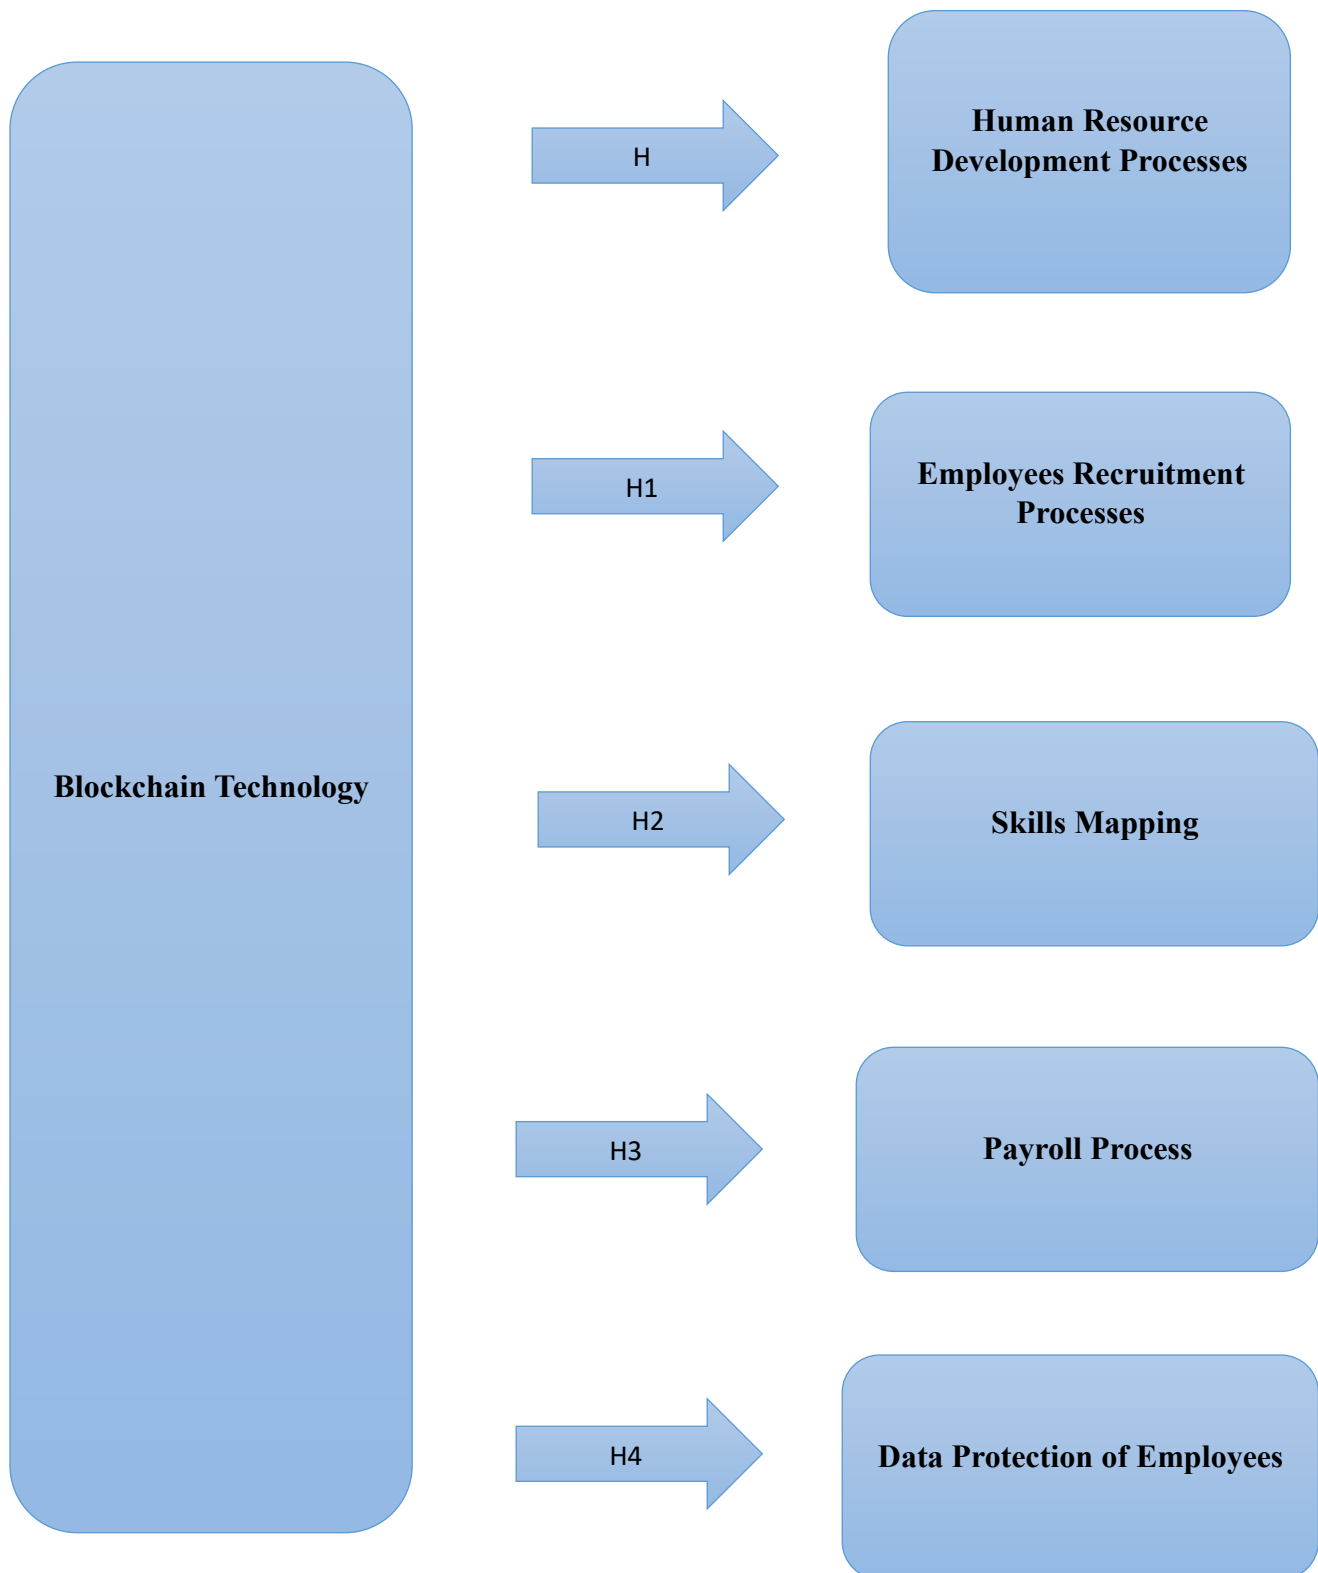 Blockchain Technology
H
Human Resource
Development Processes
H1
Employees Recruitment
Processes
H2
Skills Mapping
H3
Payroll Process
H4
Data Protection of Employees